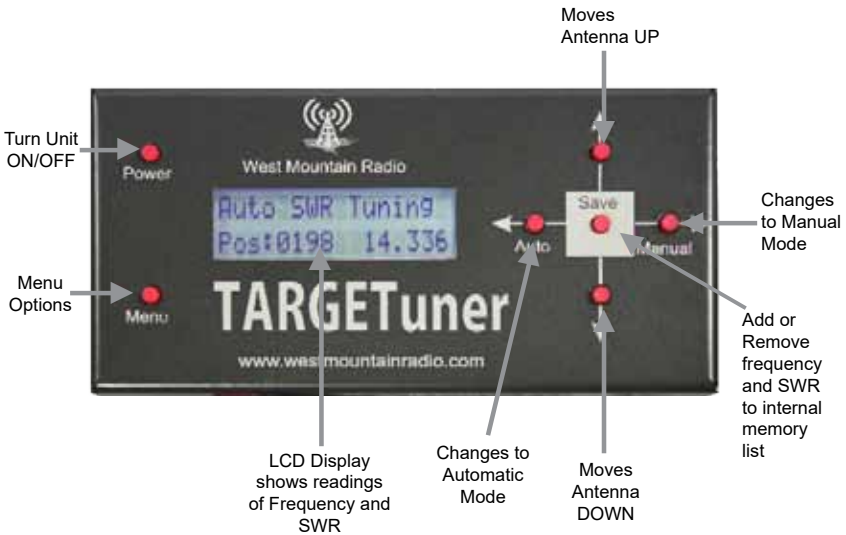 Moves
Antenna UP
Turn Unit
ON/OFF
Power
West Mountain Radio
Auto SWR Tuning
Pos:0198 14.336
Save
Auto
Manual
Changes
to Manual
Mode
Menu
Options
Menu
TARGETuner
www.westmountainradio.com
Add or
Remove
frequency
and SWR
to internal
memory
list
LCD Display
shows readings
of Frequency and
SWR
Changes to
Automatic
Mode
Moves
Antenna
DOWN